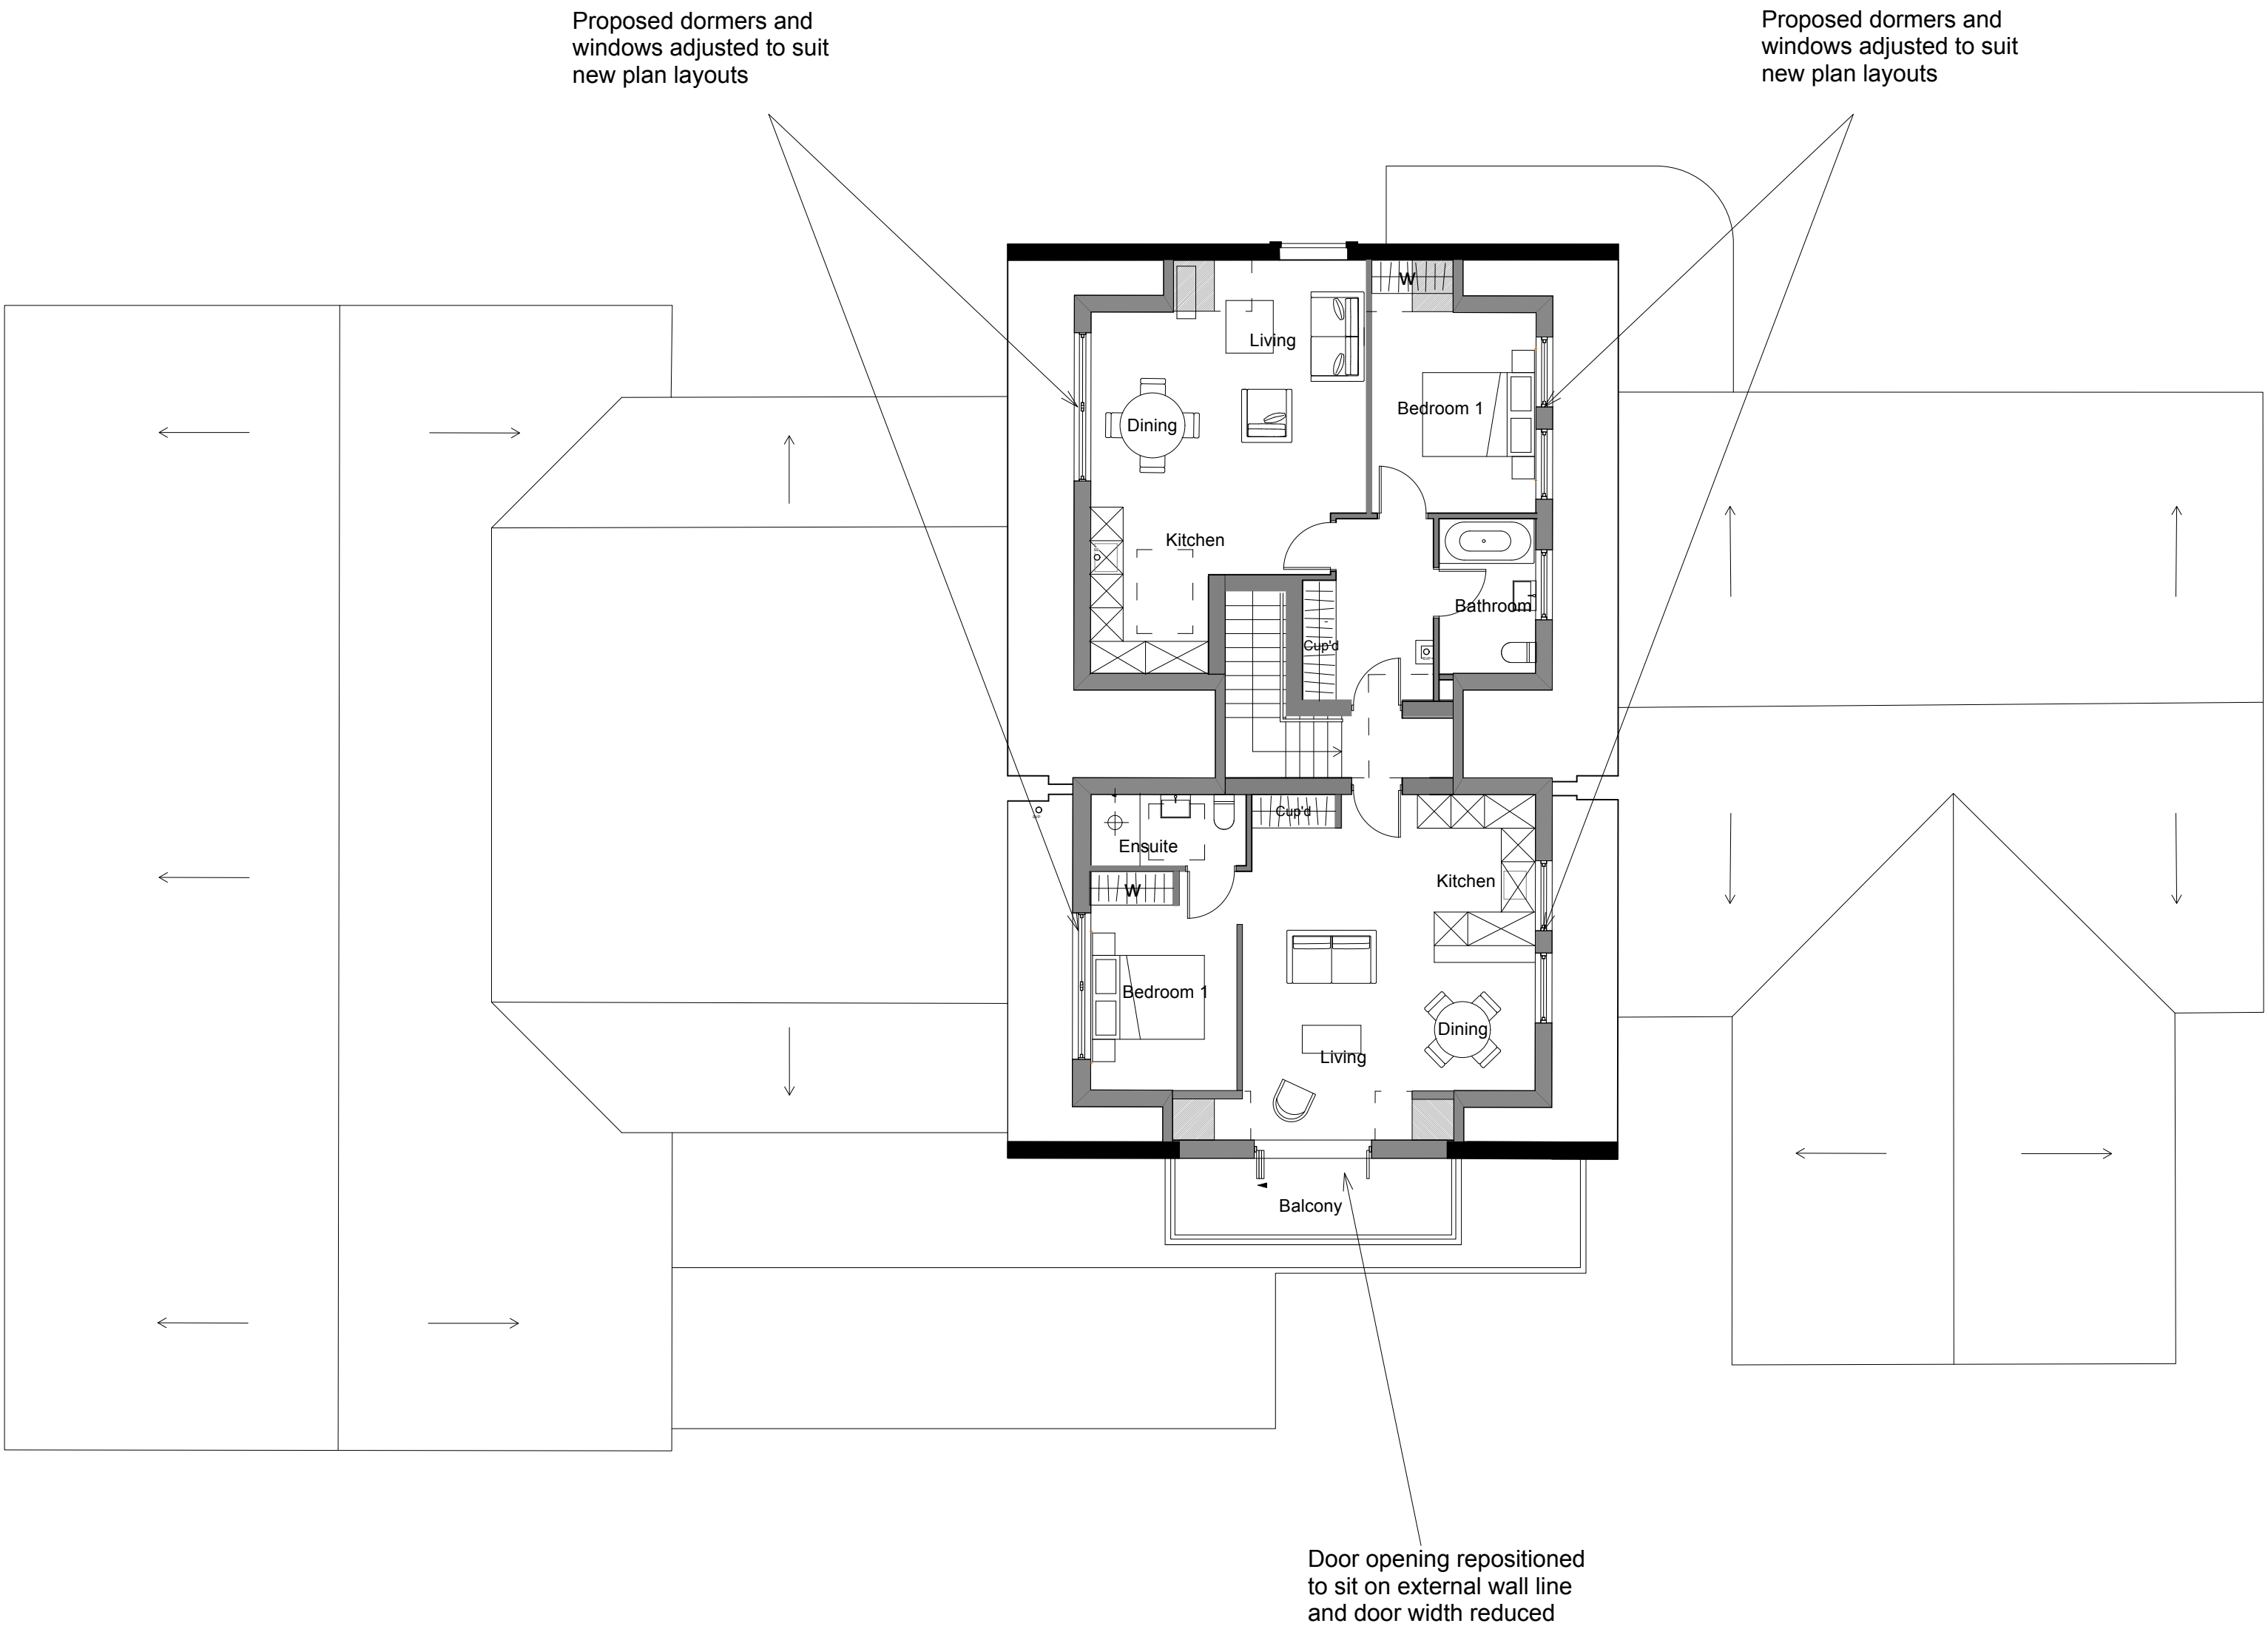 Proposed dormers and
windows adjusted to suit
new plan layouts
Proposed dormers and
windows adjusted to suit
new plan layouts
W
Living
Bedroom 1
Dining
Kitchen
Bathroom
Cup'd
Cup'd
Ensuite
Kitchen
W
Bedroom 1
Dining
Living
Balcony
Door opening repositioned
to sit on external wall line
and door width reduced